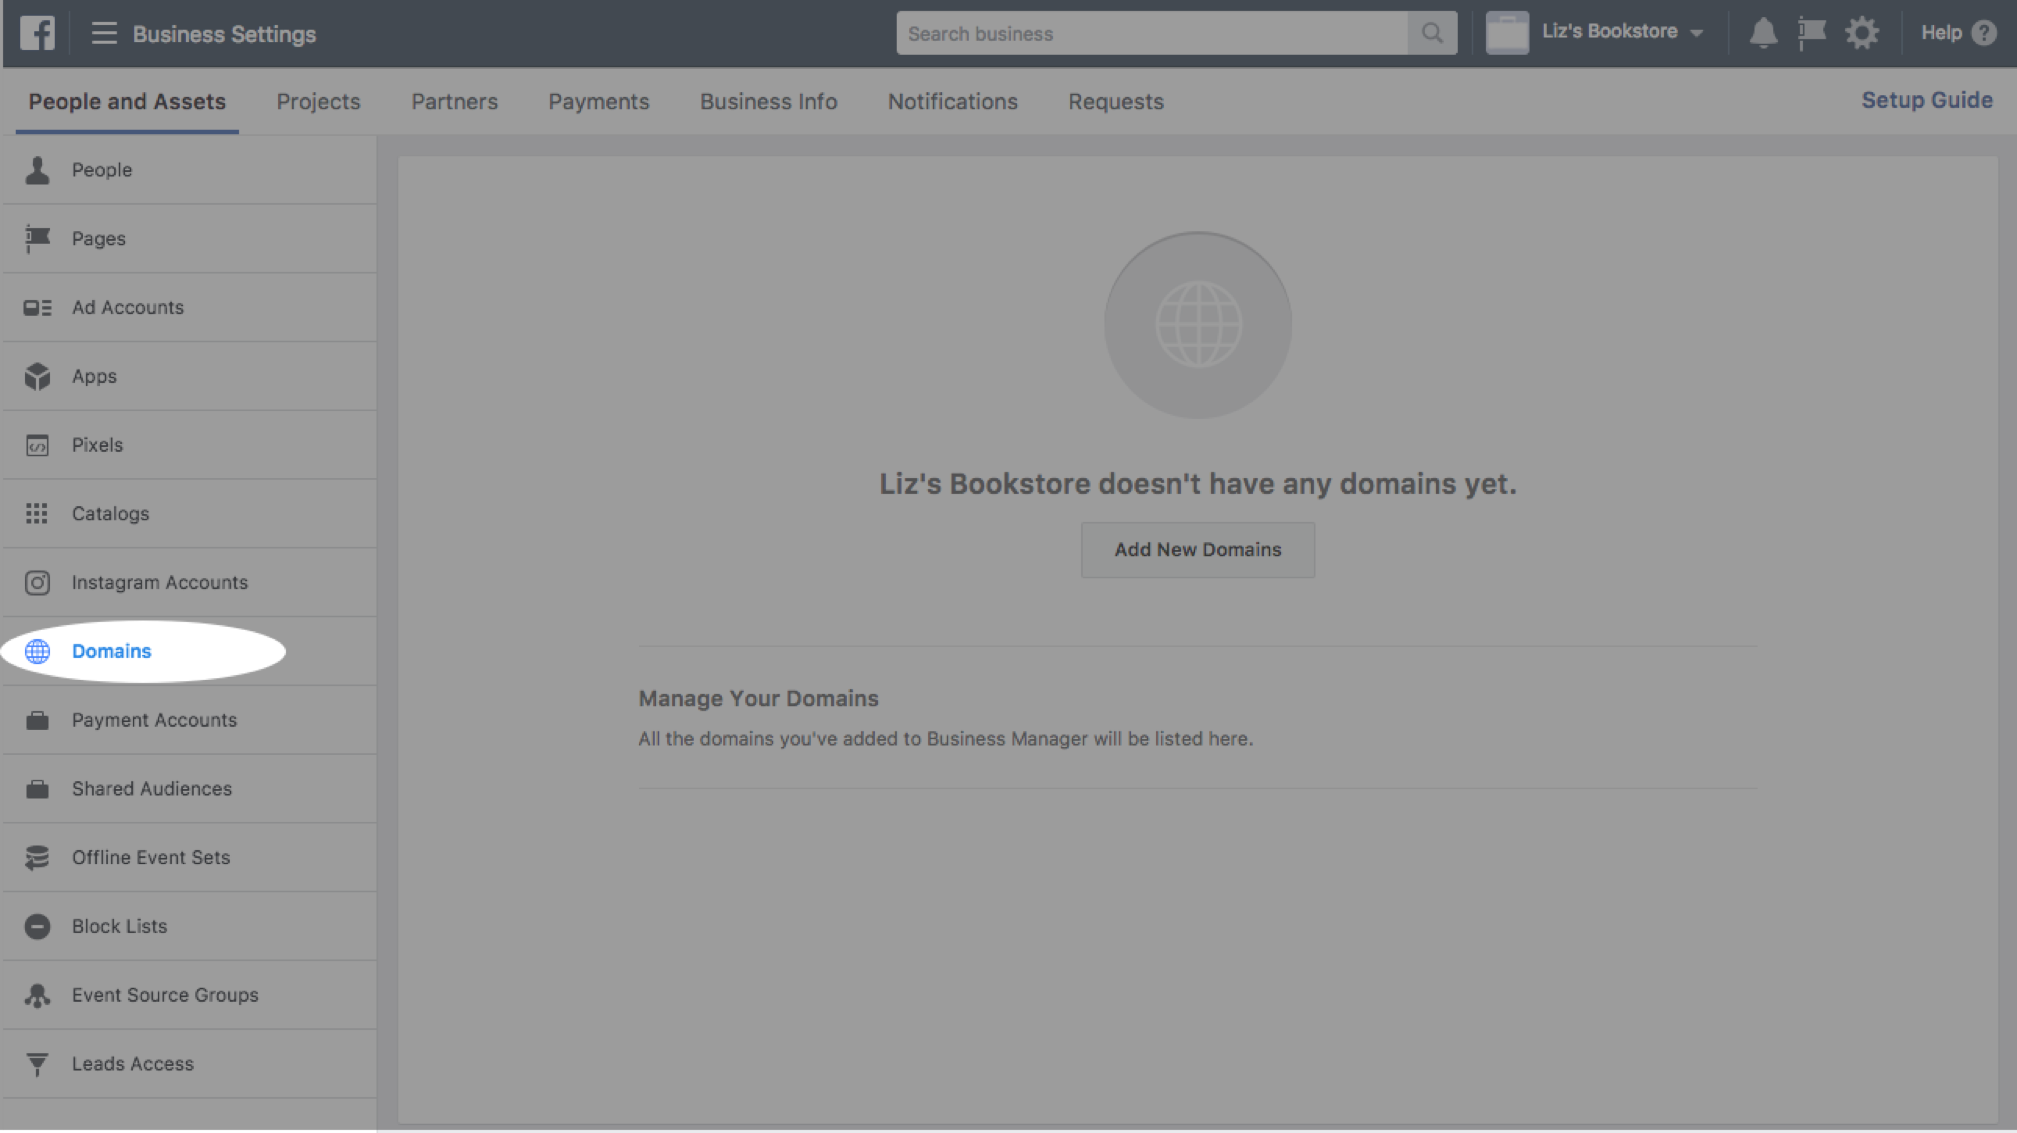 Business Settings
Search business
Liz's Bookstore
Help
People and Assets
Projects
Partners
Payments
Business Info
Notifications
Requests
Setup Guide
People
Pages
Ad Accounts
Apps
Pixels
Catalogs
Instagram Accounts
Domains
Payment Accounts
Shared Audiences
Offline Event Sets
Block Lists
Event Source Groups
Leads Access
Liz's Bookstore doesn't have any domains yet.
Add New Domains
Manage Your Domains
All the domains you've added to Business Manager will be listed here.